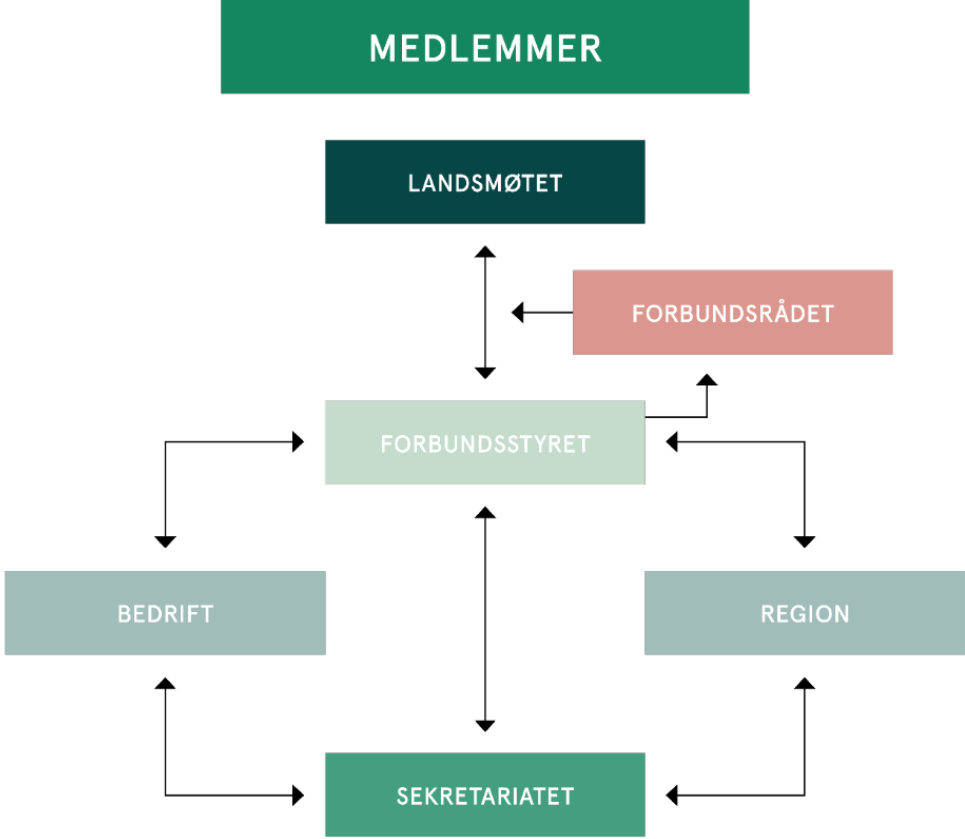 MEDLEMMER
LANDSMØTET
FORBUNDSRÅDET
FORBUNDSSTYRET
BEDRIFT
REGION
SEKRETARIATET